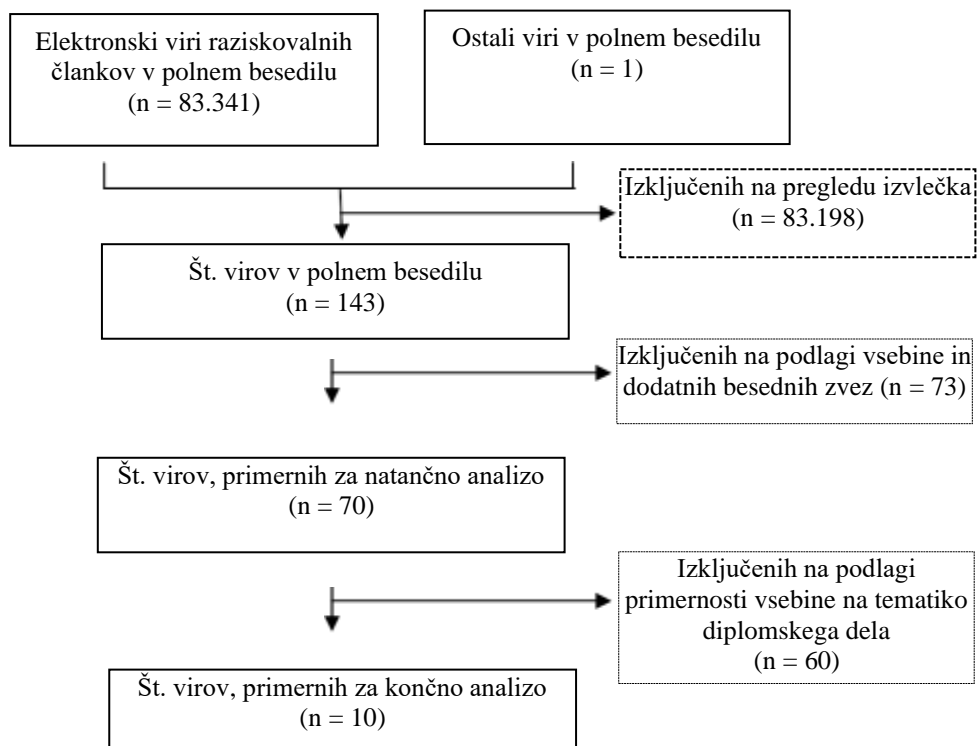 Elektronski viri raziskovalnih
člankov v polnem besedilu
(n = 83.341)
Ostali viri v polnem besedilu
(n = 1)
Izključenih na pregledu izvlečka
(n = 83.198)
Št. virov v polnem besedilu
(n = 143)
Izključenih na podlagi vsebine in
dodatnih besednih zvez (n = 73)
Št. virov, primernih za natančno analizo
(n = 70)
Izključenih na podlagi
primernosti vsebine na tematiko
diplomskega dela
(n = 60)
Št. virov, primernih za končno analizo
(n = 10)